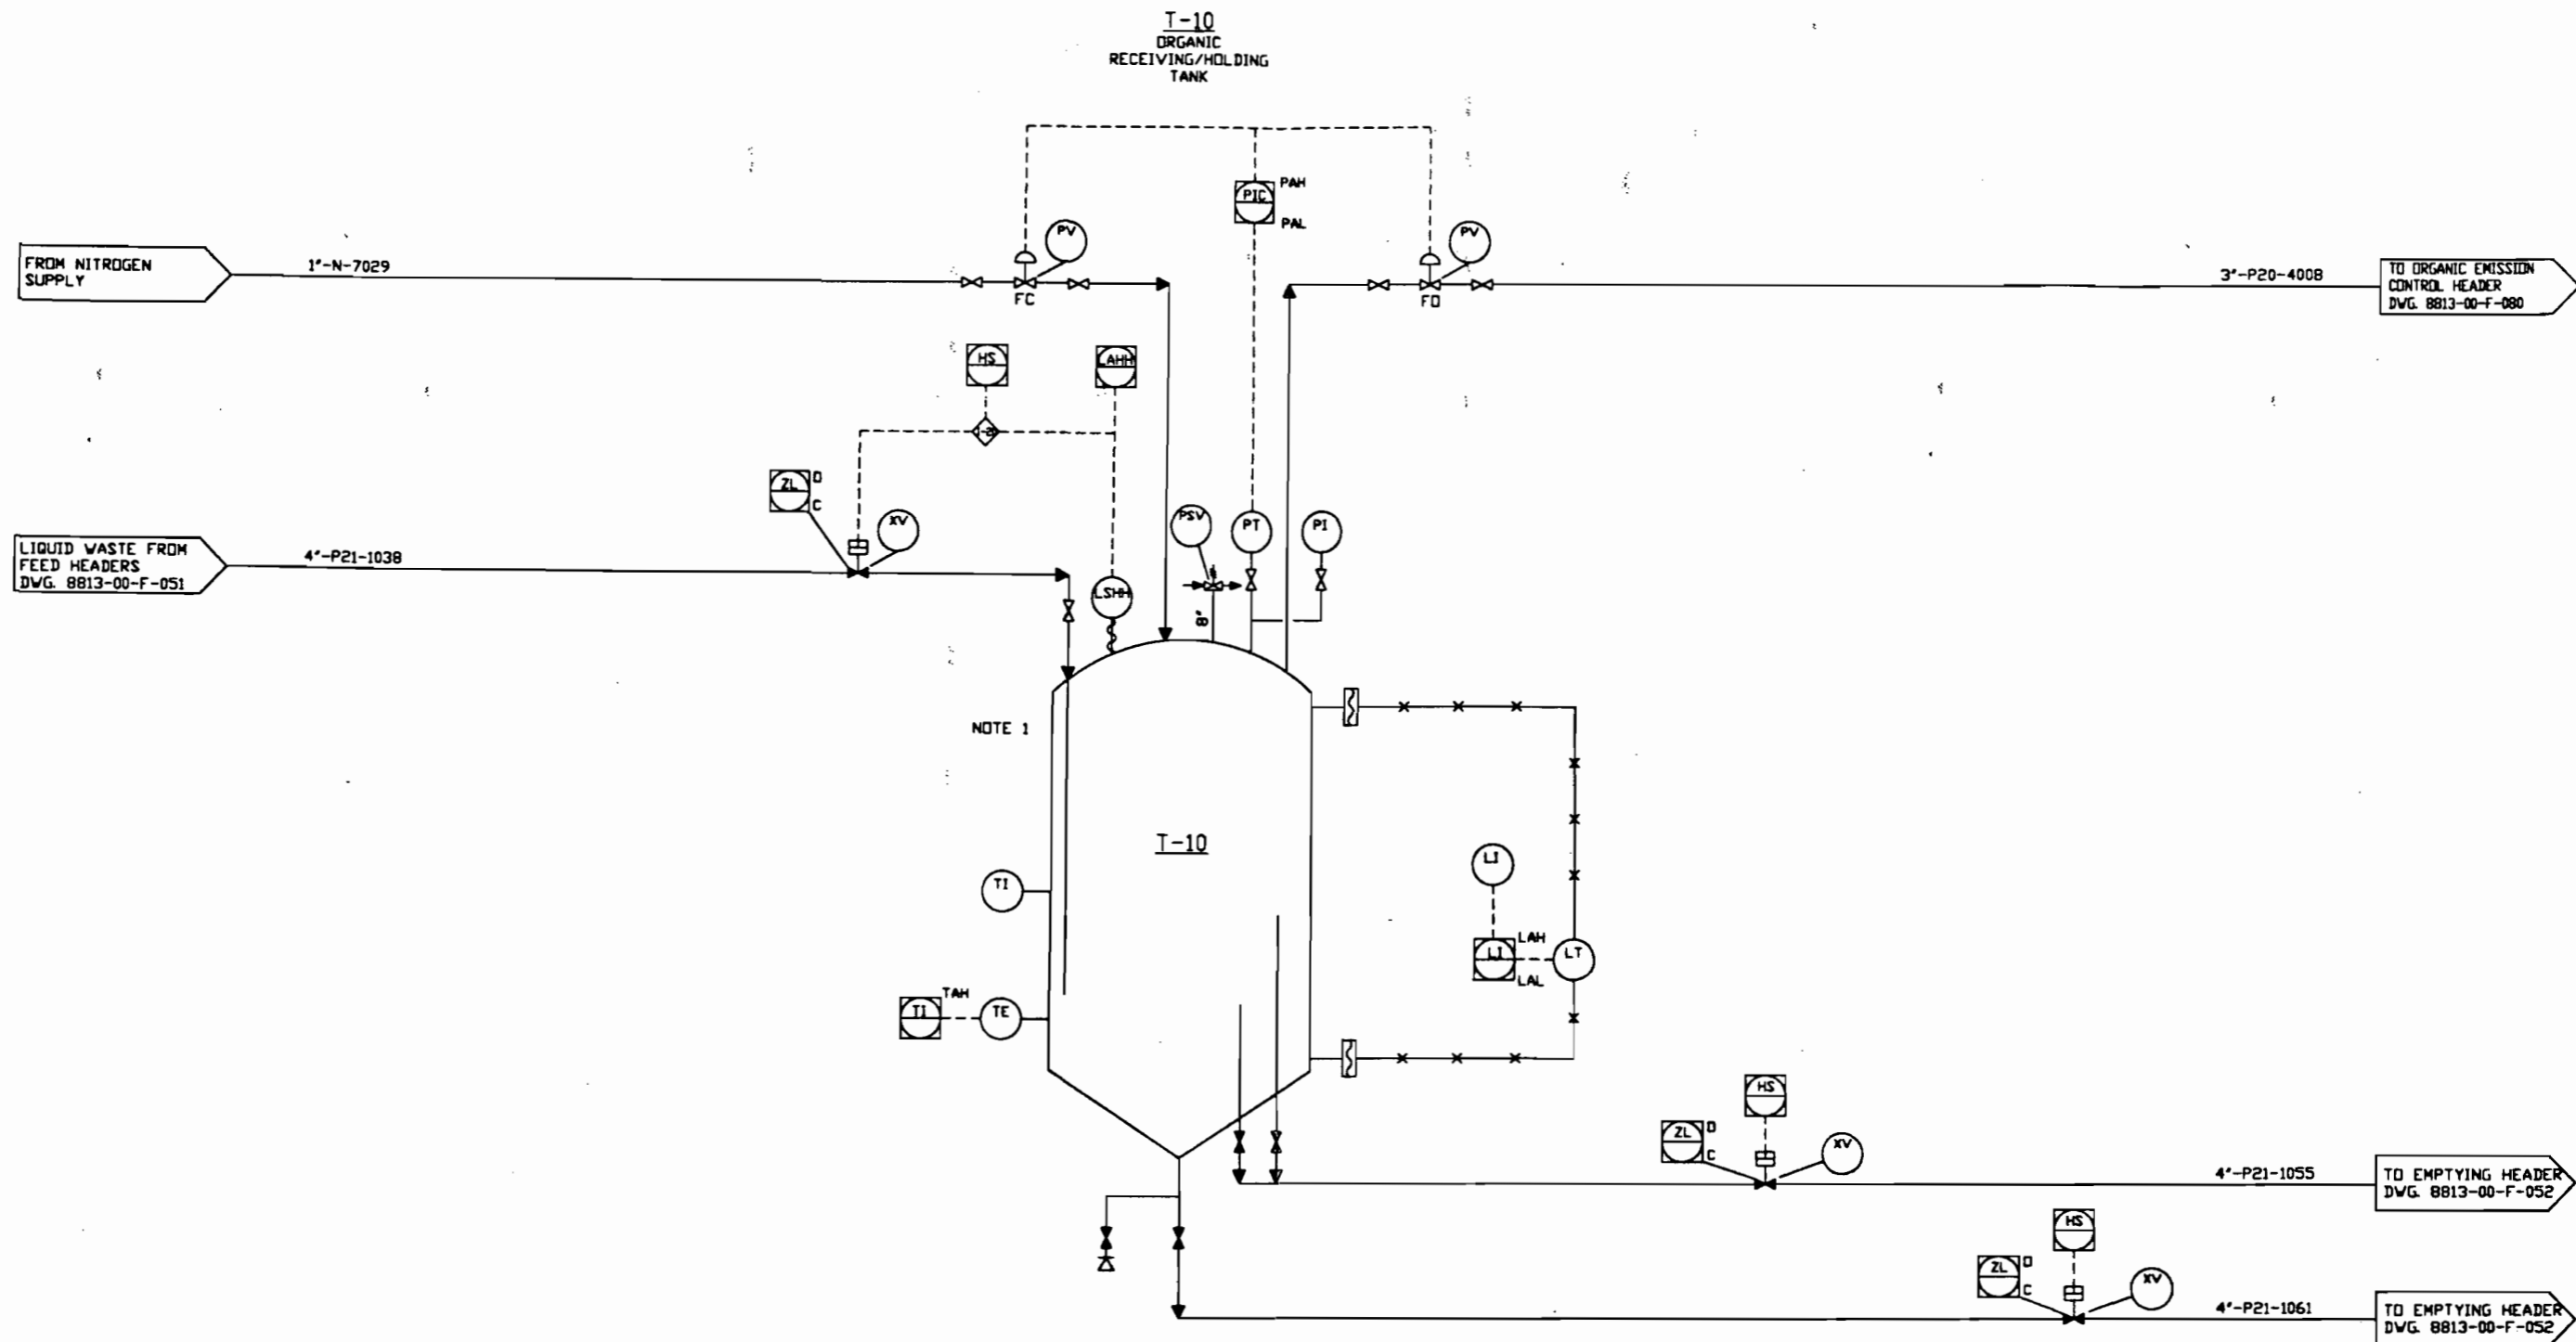 T-10
ORGANIC
RECEIVING/HOLDING
TANK
PIC
PAH
PAL
PV
PV
FROM NITROGEN
SUPPLY
1"-N-7029
FC
FO
3"-P20-4008
TO ORGANIC EMISSION
CONTROL HEADER
DWG. 8813-00-F-080
HS
LAHH
ZL
O
C
XV
PSV
PT
PI
LIQUID WASTE FROM
FEED HEADERS
DWG. 8813-00-F-051
4"-P21-1038
LSHH
8"
NOTE 1
T-10
LI
TI
LI
LAH
LAL
LT
TI
TAH
TE
HS
ZL
O
C
XV
4"-P21-1055
TO EMPTYING HEADER
DWG. 8813-00-F-052
HS
ZL
O
C
XV
4"-P21-1061
TO EMPTYING HEADER
DWG. 8813-00-F-052